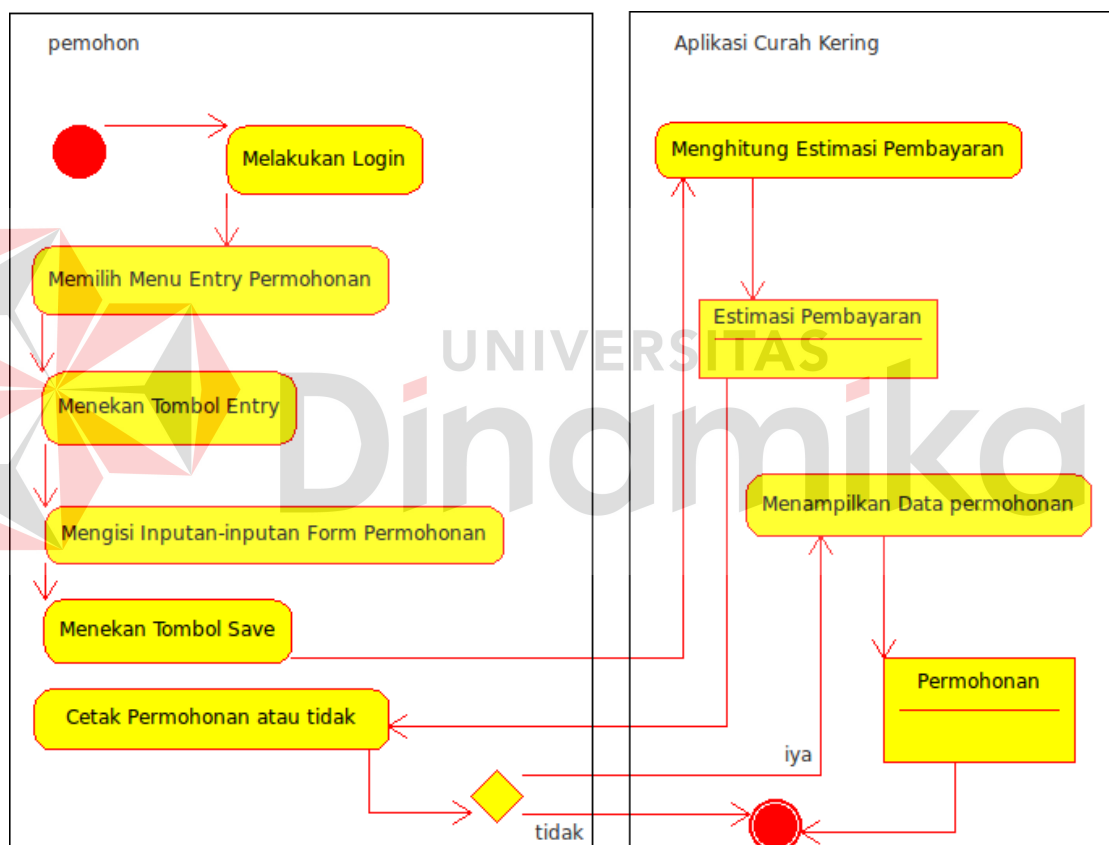 pemohon
Melakukan Login
Memilih Menu Entry Permohonan
Menekan Tombol Entry
Mengisi Inputan-inputan Form Permohonan
Menekan Tombol Save
Cetak Permohonan atau tidak
tidak
Aplikasi Curah Kering
Menghitung Estimasi Pembayaran
Estimasi Pembayaran
Menampilkan Data permohonan
Permohonan
iya
UNIVERSITAS
Dinamika